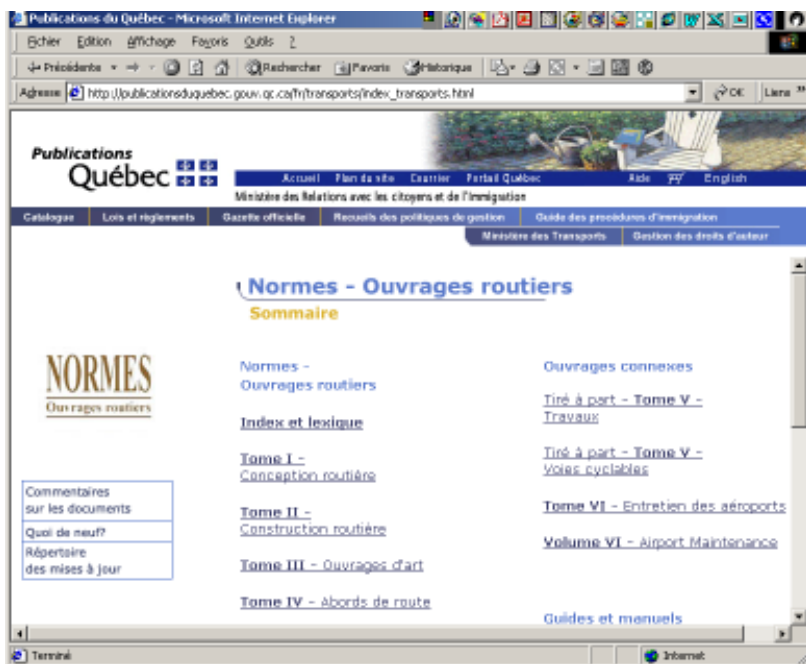 Publications du Québec - Microsoft Internet Explorer
Fichier Edition Affichage Favoris Outils ?
Précédente Rechercher Favoris Historique
Adresse http://publicationsduquebec.gouv.qc.ca/fr/transports/index_transports.html OK Liens »
Publications
Québec
Accueil Plan du site Courrier Portail Québec Aide English
Ministère des Relations avec les citoyens et de l'Immigration
Catalogue Lois et règlements Gazette officielle Recueils des politiques de gestion Guide des procédures d'immigration
Ministère des Transports Gestion des droits d'auteur
Normes - Ouvrages routiers
Sommaire
NORMES
Ouvrages routiers
Commentaires
sur les documents
Quoi de neuf?
Répertoire
des mises à jour
Normes -
Ouvrages routiers
Index et lexique
Tome I -
Conception routière
Tome II -
Construction routière
Tome III - Ouvrages d'art
Tome IV - Abords de route
Ouvrages connexes
Tiré à part - Tome V -
Travaux
Tiré à part - Tome V -
Voies cyclables
Tome VI - Entretien des aéroports
Volume VI - Airport Maintenance
Guides et manuels
Terminé Internet